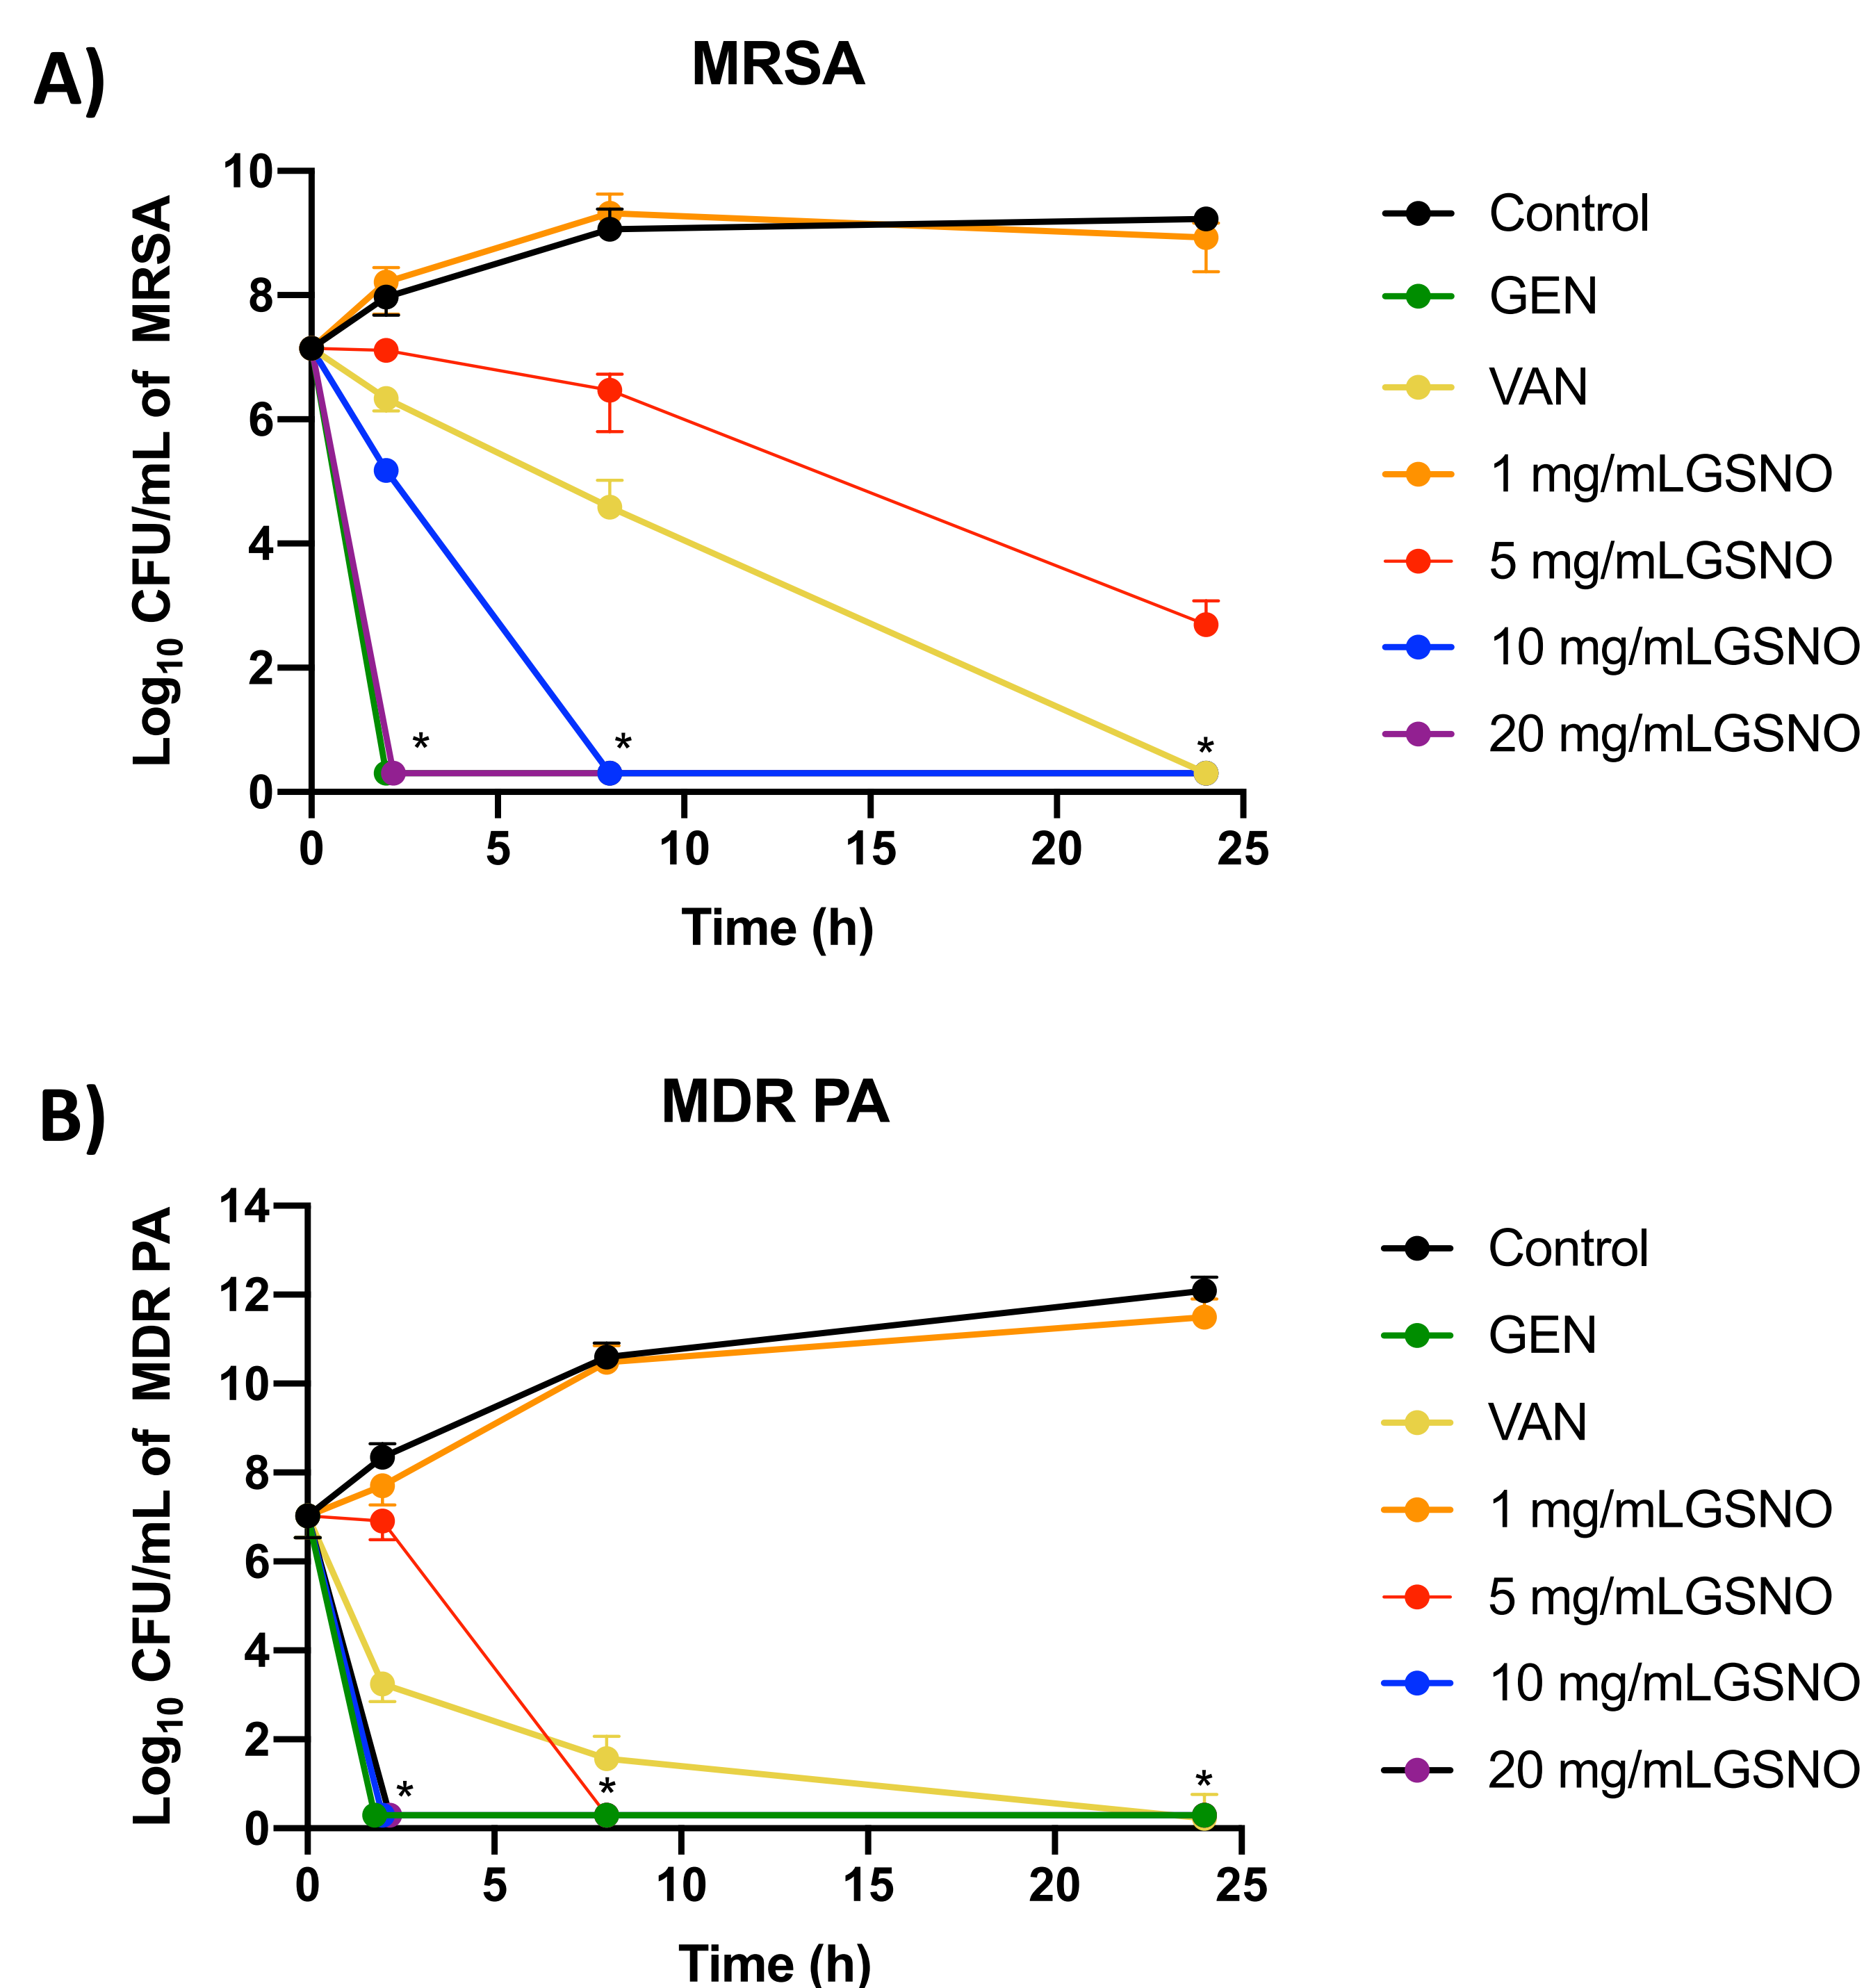 A)
MRSA
Log10 CFU/mL of MRSA
10
8
6
4
2
0
* * *
0 5 10 15 20 25
Time (h)
Control
GEN
VAN
1 mg/mLGSNO
5 mg/mLGSNO
10 mg/mLGSNO
20 mg/mLGSNO
B)
MDR PA
Log10 CFU/mL of MDR PA
14
12
10
8
6
4
2
0
* * *
0 5 10 15 20 25
Time (h)
Control
GEN
VAN
1 mg/mLGSNO
5 mg/mLGSNO
10 mg/mLGSNO
20 mg/mLGSNO